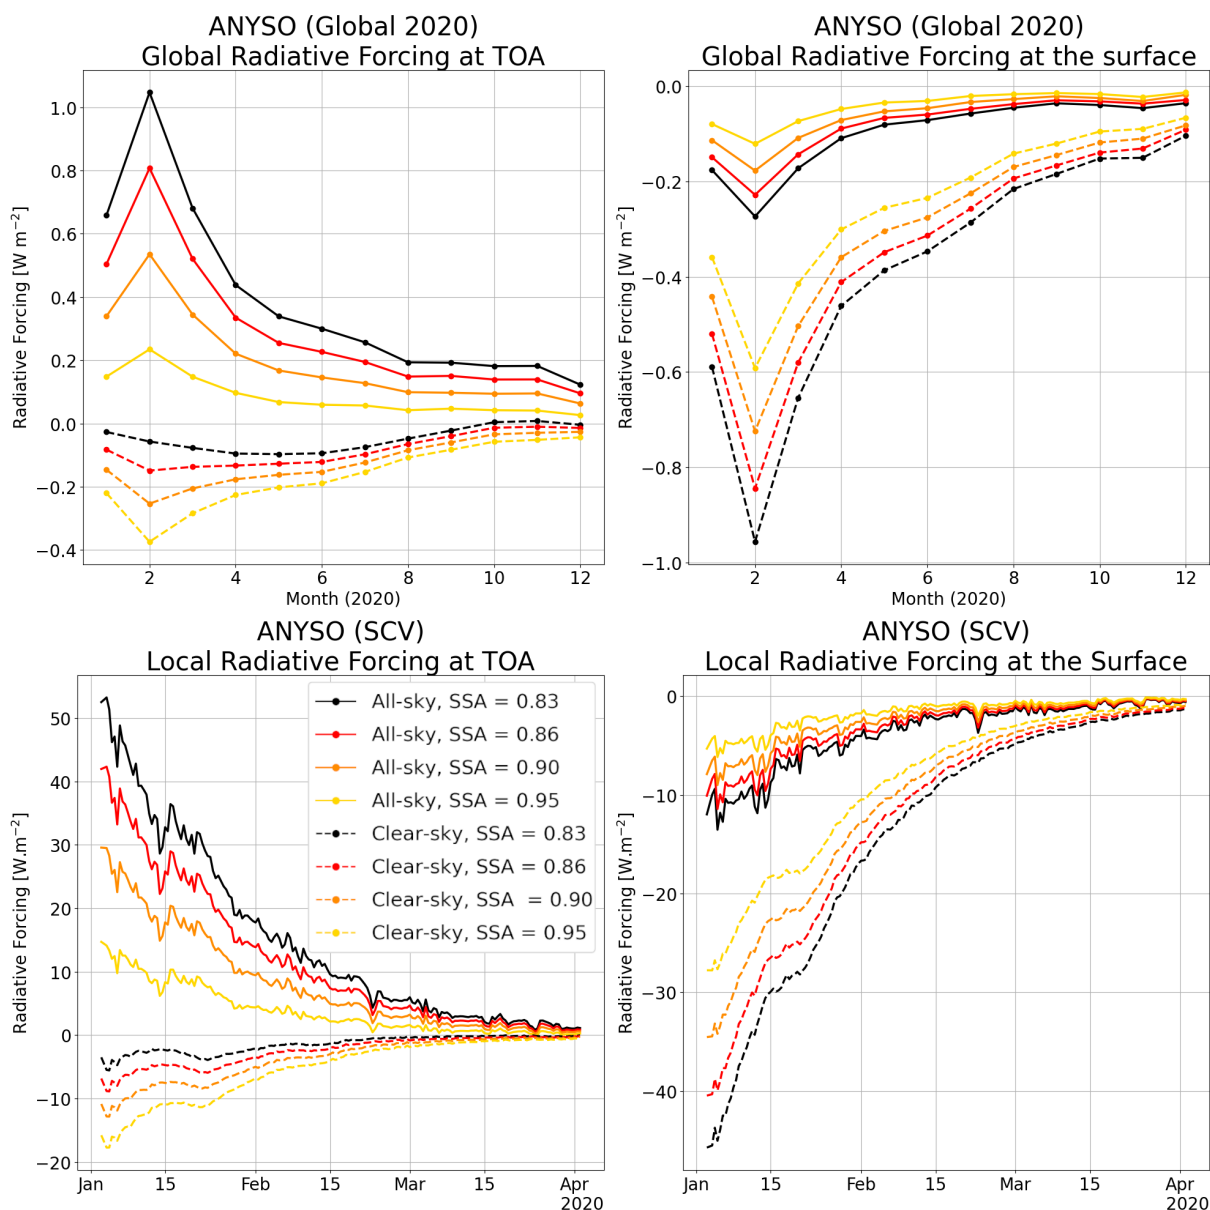 ANYSO (Global 2020)
Global Radiative Forcing at TOA
Radiative Forcing [W m⁻²]
1.0
0.8
0.6
0.4
0.2
0.0
−0.2
−0.4
2
4
6
8
10
12
Month (2020)
ANYSO (Global 2020)
Global Radiative Forcing at the surface
Radiative Forcing [W m⁻²]
0.0
−0.2
−0.4
−0.6
−0.8
−1.0
2
4
6
8
10
12
Month (2020)
ANYSO (SCV)
Local Radiative Forcing at TOA
Radiative Forcing [W.m⁻²]
50
40
30
20
10
0
−10
−20
All-sky, SSA = 0.83
All-sky, SSA = 0.86
All-sky, SSA = 0.90
All-sky, SSA = 0.95
Clear-sky, SSA = 0.83
Clear-sky, SSA = 0.86
Clear-sky, SSA  = 0.90
Clear-sky, SSA = 0.95
Jan
15
Feb
15
Mar
15
Apr
2020
ANYSO (SCV)
Local Radiative Forcing at the Surface
Radiative Forcing [W.m⁻²]
0
−10
−20
−30
−40
Jan
15
Feb
15
Mar
15
Apr
2020